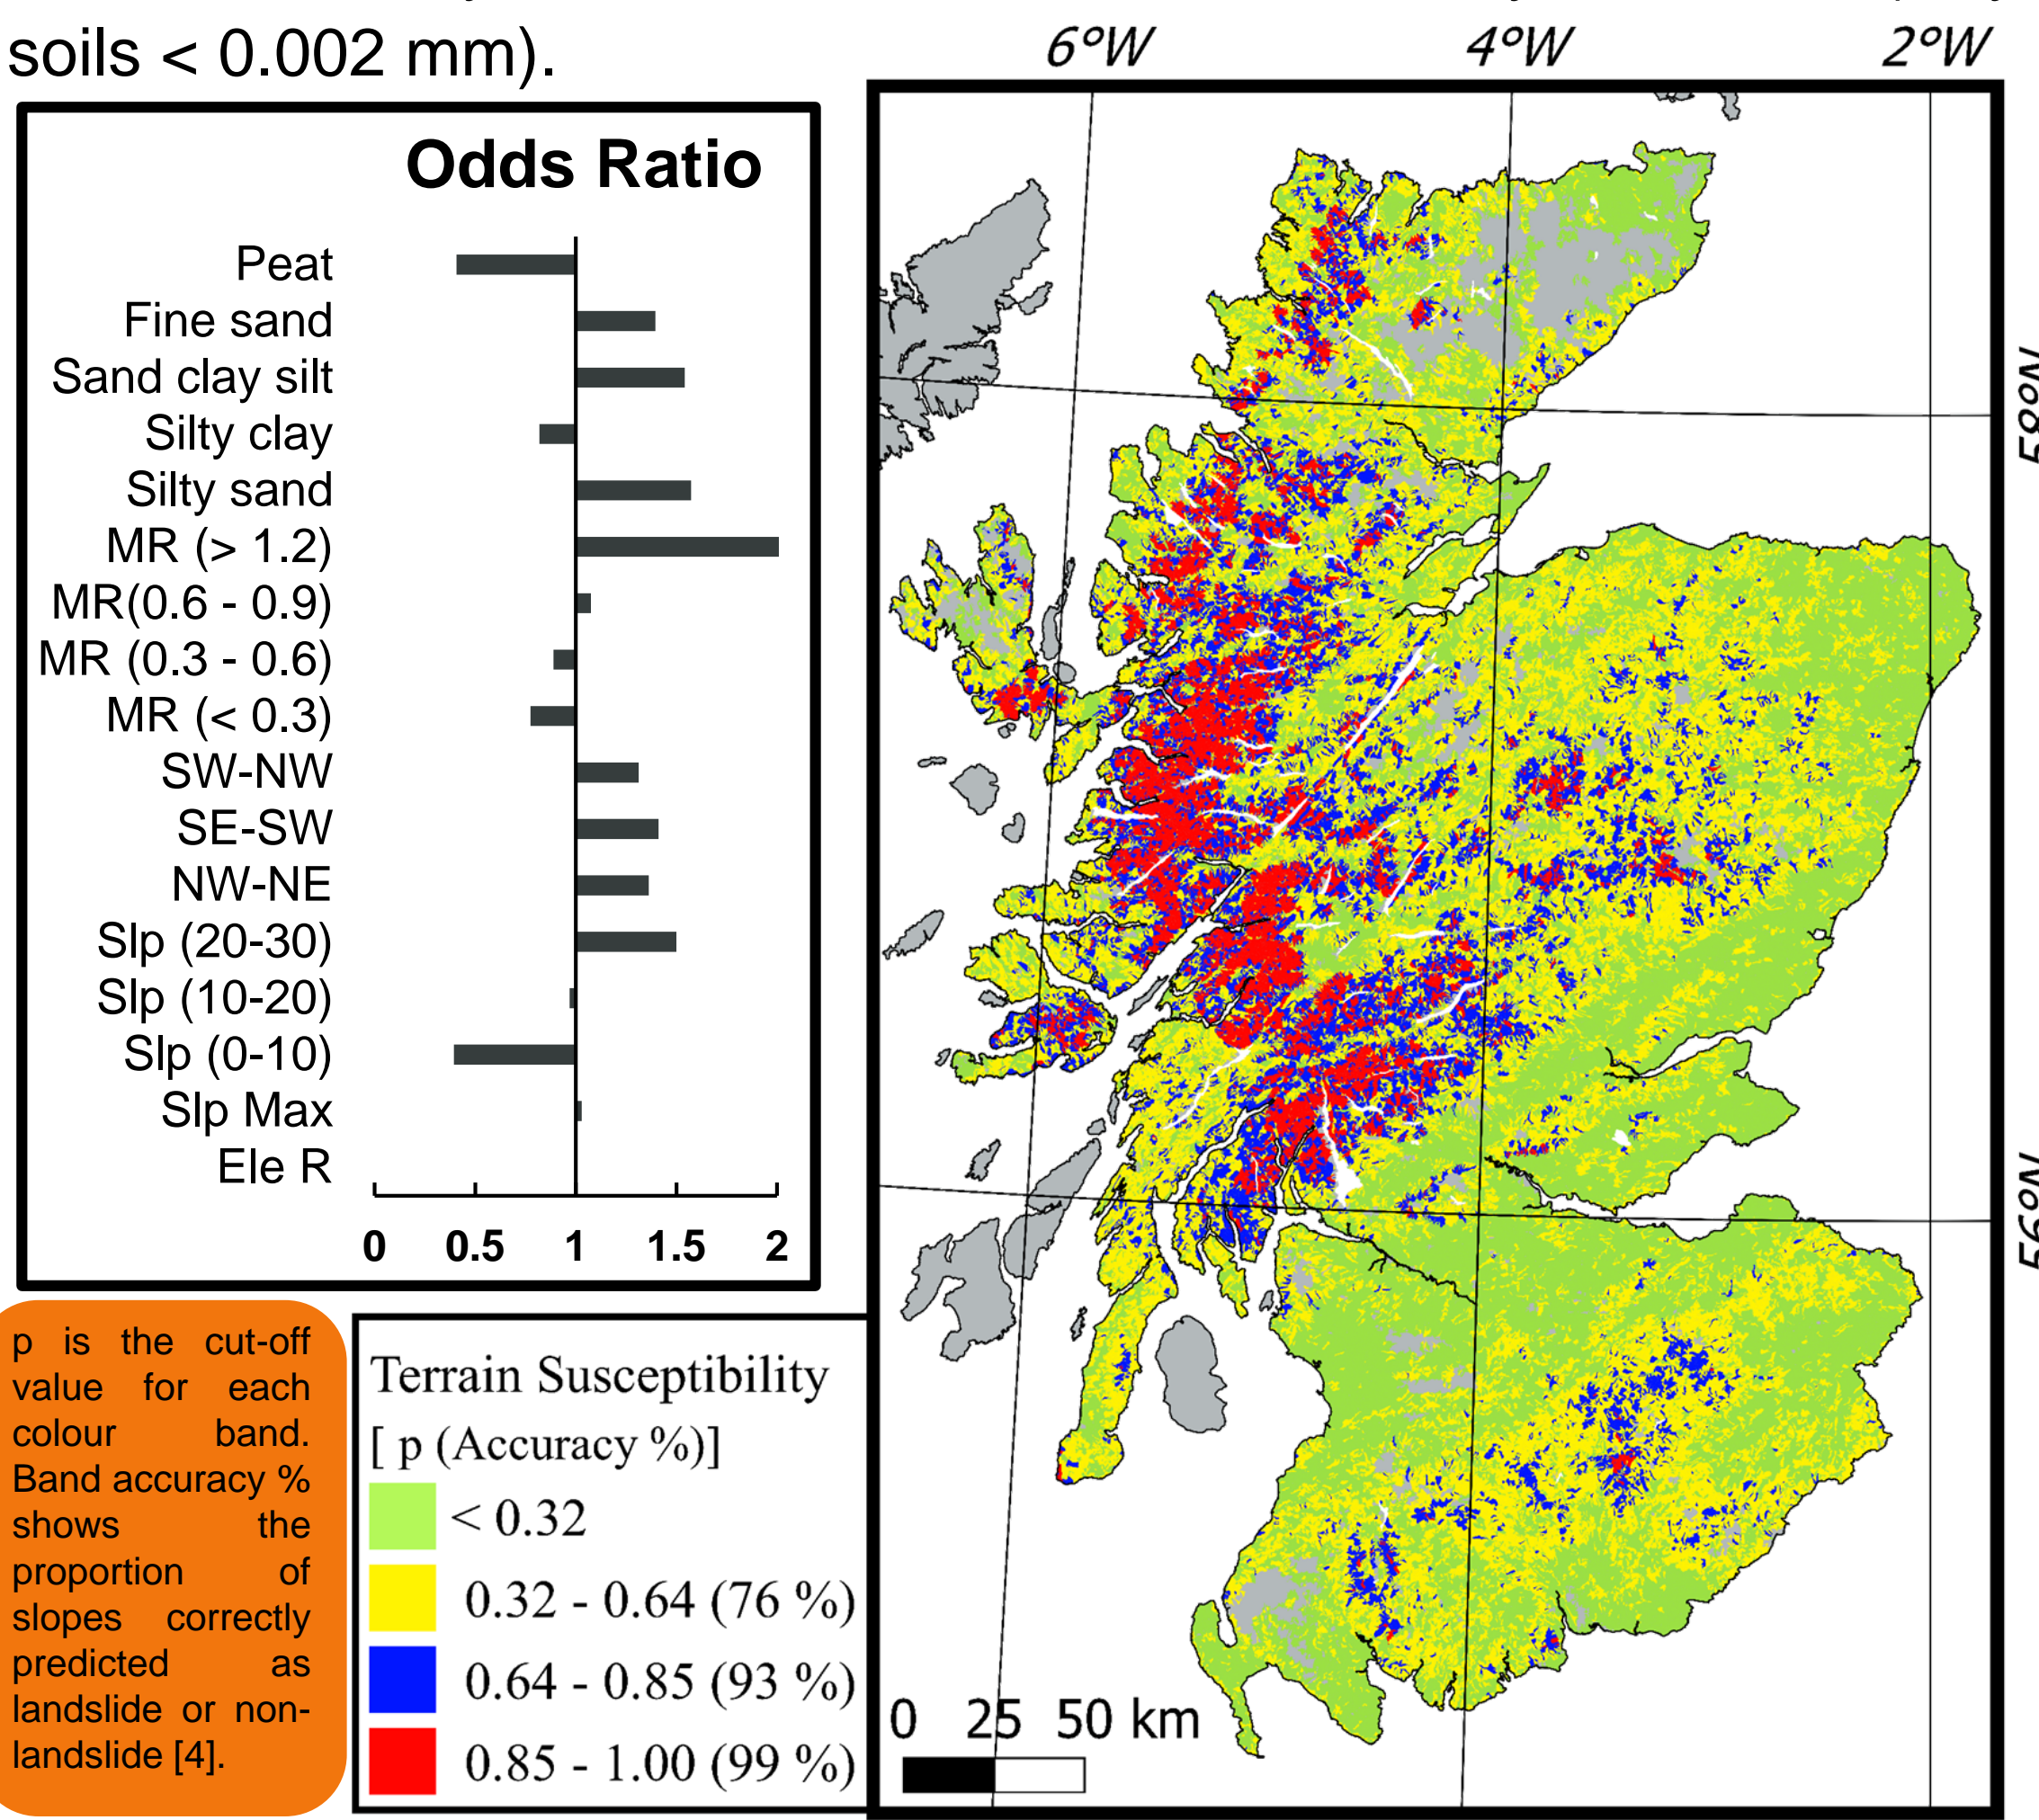 soils < 0.002 mm).
Odds Ratio
Peat
Fine sand
Sand clay silt
Silty clay
Silty sand
MR (> 1.2)
MR(0.6 - 0.9)
MR (0.3 - 0.6)
MR (< 0.3)
SW-NW
SE-SW
NW-NE
Slp (20-30)
Slp (10-20)
Slp (0-10)
Slp Max
Ele R
0 0.5 1 1.5 2
p is the cut-off
value for each
colour band.
Band accuracy %
shows the
proportion of
slopes correctly
predicted as
landslide or non-
landslide [4].
Terrain Susceptibility
[ p (Accuracy %)]
< 0.32
0.32 - 0.64 (76 %)
0.64 - 0.85 (93 %)
0.85 - 1.00 (99 %)
6°W 4°W 2°W
58°N
56°N
0 25 50 km